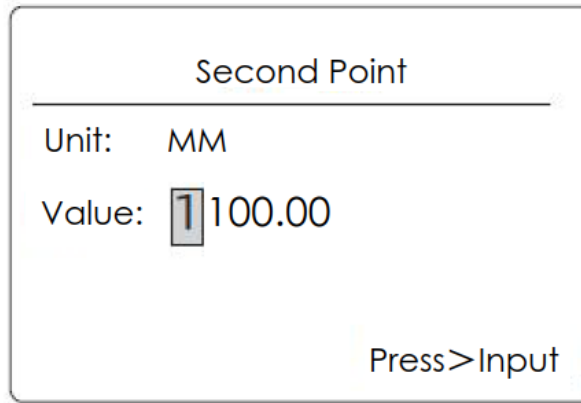 Second Point
Unit: MM
Value: 1100.00
Press>Input